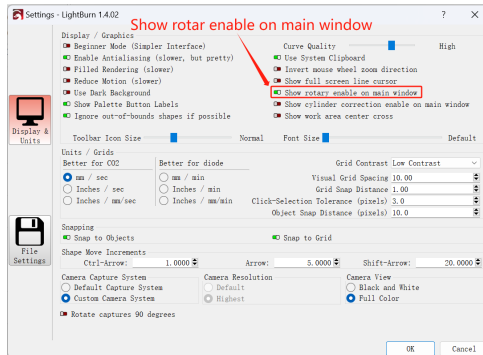 Settings - LightBurn 1.4.02
? ×
Show rotar enable on main window
Display / Graphics
Beginner Mode (Simpler Interface)
Curve Quality High
Enable Antialiasing (slower, but pretty)
Use System Clipboard
Filled Rendering (slower)
Invert mouse wheel zoom direction
Reduce Motion (slower)
Show full screen line cursor
Use Dark Background
Show rotary enable on main window
Show Palette Button Labels
Show cylinder correction enable on main window
Ignore out-of-bounds shapes if possible
Show work area center cross
Toolbar Icon Size Normal
Font Size Default
Display & Units
File Settings
Units / Grids
Better for CO2
mm / sec
Inches / sec
Inches / mm/sec
Better for diode
mm / min
Inches / min
Inches / mm/min
Grid Contrast Low Contrast
Visual Grid Spacing 10.00
Grid Snap Distance 1.00
Click-Selection Tolerance (pixels) 3.0
Object Snap Distance (pixels) 10.0
Snapping
Snap to Objects
Snap to Grid
Shape Move Increments
Ctrl-Arrow: 1.0000
Arrow: 5.0000
Shift-Arrow: 20.0000
Camera Capture System
Default Capture System
Custom Camera System
Camera Resolution
Default
Highest
Camera View
Black and White
Full Color
Rotate captures 90 degrees
OK
Cancel